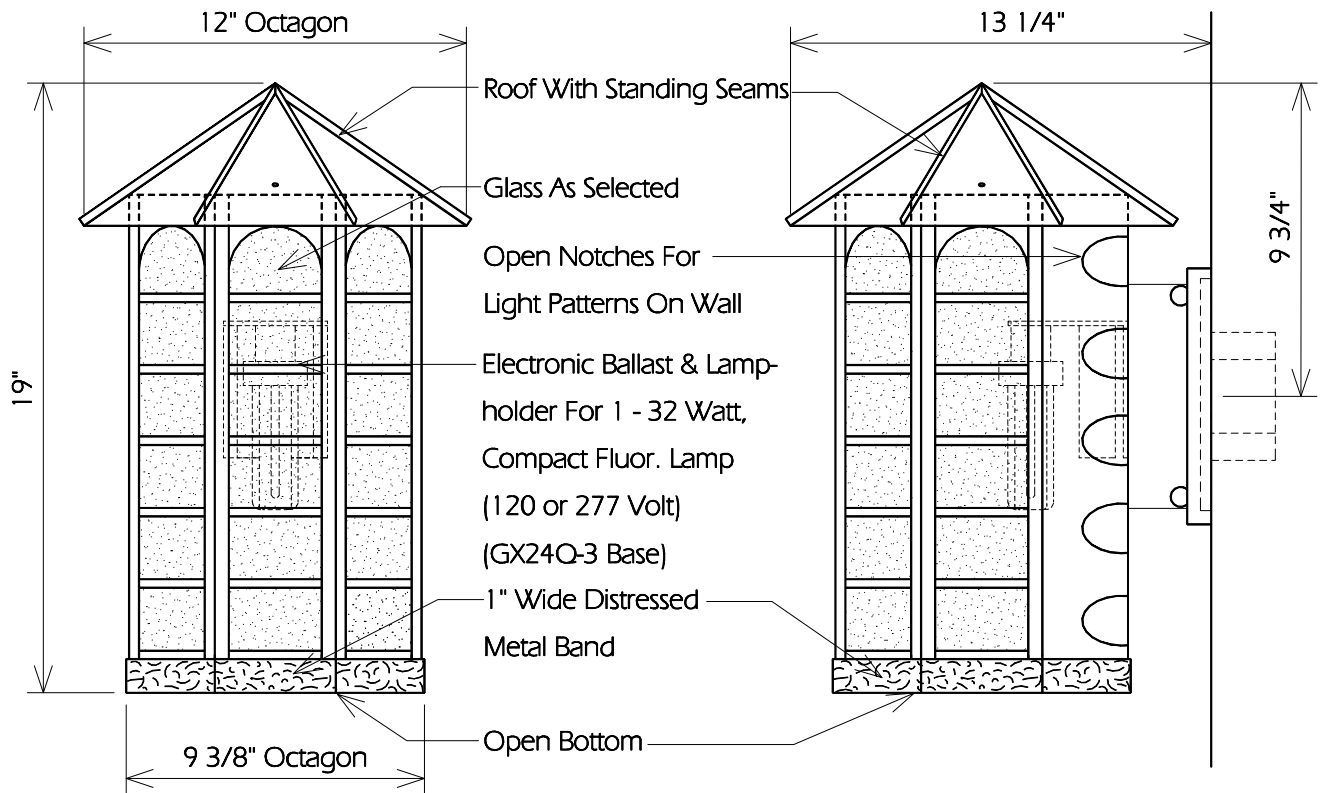 12" Octagon
13 1/4"
Roof With Standing Seams
Glass As Selected
Open Notches For
Light Patterns On Wall
9 3/4"
19"
Electronic Ballast & Lamp-
holder For 1 - 32 Watt,
Compact Fluor. Lamp
(120 or 277 Volt)
(GX24Q-3 Base)
1" Wide Distressed
Metal Band
Open Bottom
9 3/8" Octagon